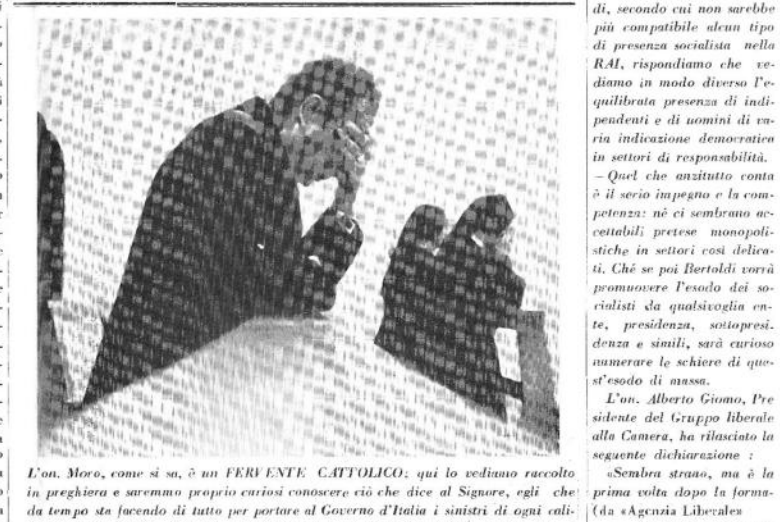 L'on. Moro, come si sa, è un FERVENTE CATTOLICO; qui lo vediamo raccolto
in preghiera e saremmo proprio curiosi conoscere ciò che dice al Signore, egli che
da tempo sta facendo di tutto per portare al Governo d'Italia i sinistri di ogni cali-
di, secondo cui non sarebbe
più compatibile alcun tipo
di presenza socialista nella
RAI, rispondiamo che ve-
diamo in modo diverso l'e-
quilibrata presenza di indi-
pendenti e di uomini di va-
ria indicazione democratica
in settori di responsabilità.
— Quel che anzitutto conta
è il serio impegno e la com-
petenza: nè ci sembrano ac-
cettabili pretese monopoli-
stiche in settori così delica-
ti. Ché se poi Bertoldi vorrà
promuovere l'esodo dei so-
cialisti da qualsivoglia en-
te, presidenza, sottopresi-
denza e simili, sarà curioso
numerare le schiere di que-
st'esodo di massa.
L'on. Alberto Giomo, Pre
sidente del Gruppo liberale
alla Camera, ha rilasciato la
seguente dichiarazione :
«Sembra strano, ma è la
prima volta dopo la forma-
(da «Agenzia Liberale»